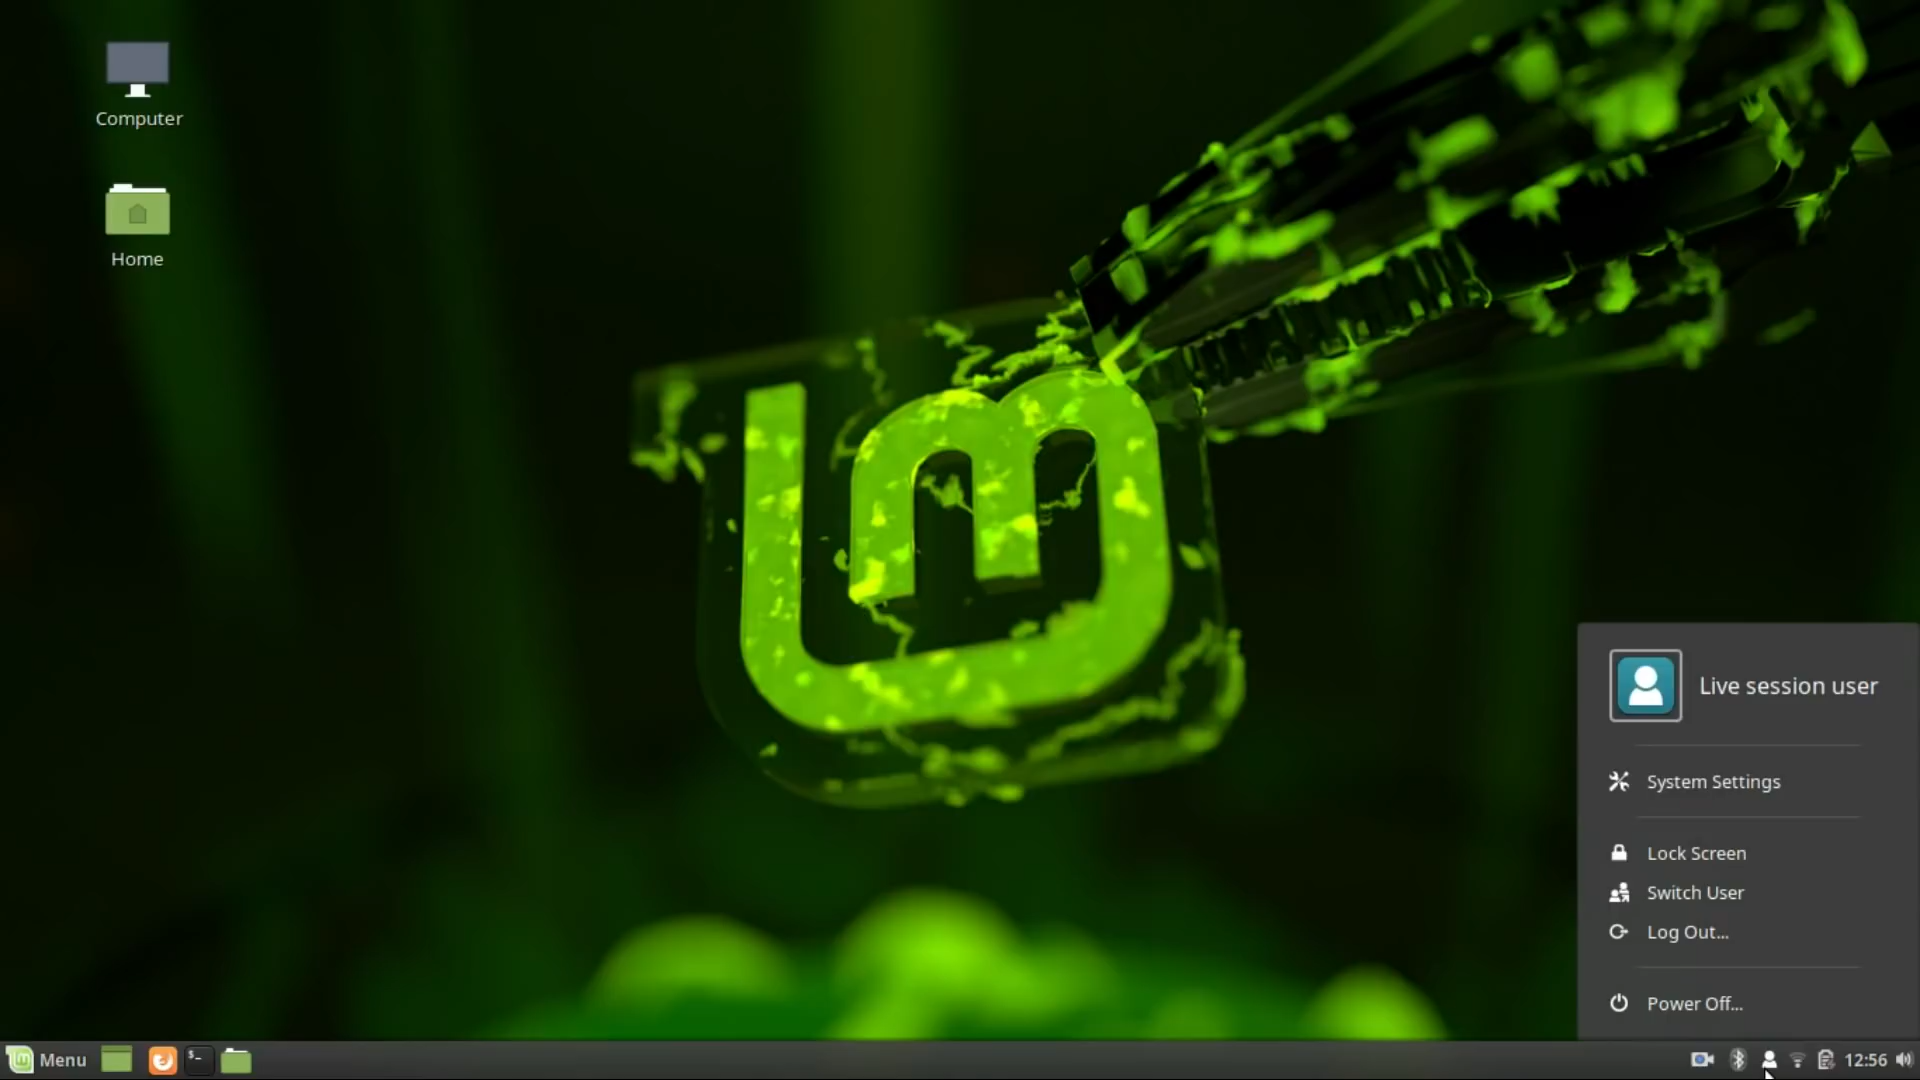 Computer
Home
Live session user
System Settings
Lock Screen
Switch User
Log Out...
Power Off...
Menu
$-
12:56